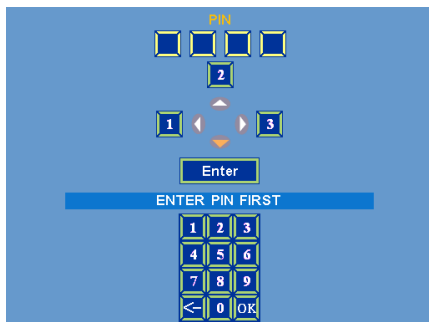 PIN
2
1 3
Enter
ENTER PIN FIRST
1 2 3
4 5 6
7 8 9
<- 0 OK